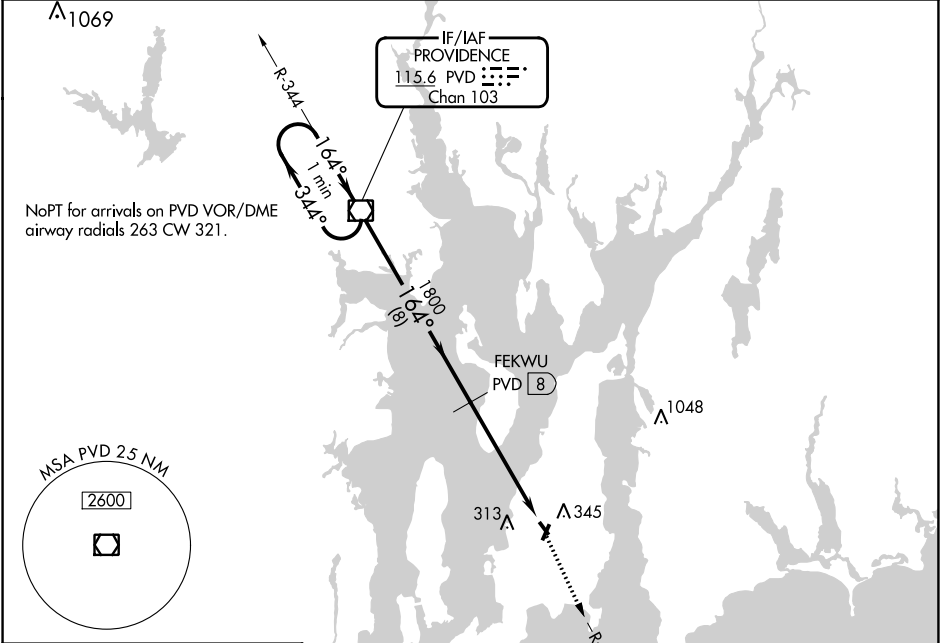 1069
IF/IAF
PROVIDENCE
115.6 PVD
Chan 103
R-344
164°
1 min
344°
NoPT for arrivals on PVD VOR/DME
airway radials 263 CW 321.
1800
164°
(8)
FEKWU
PVD 8
1048
MSA PVD 25 NM
2600
313
345
R